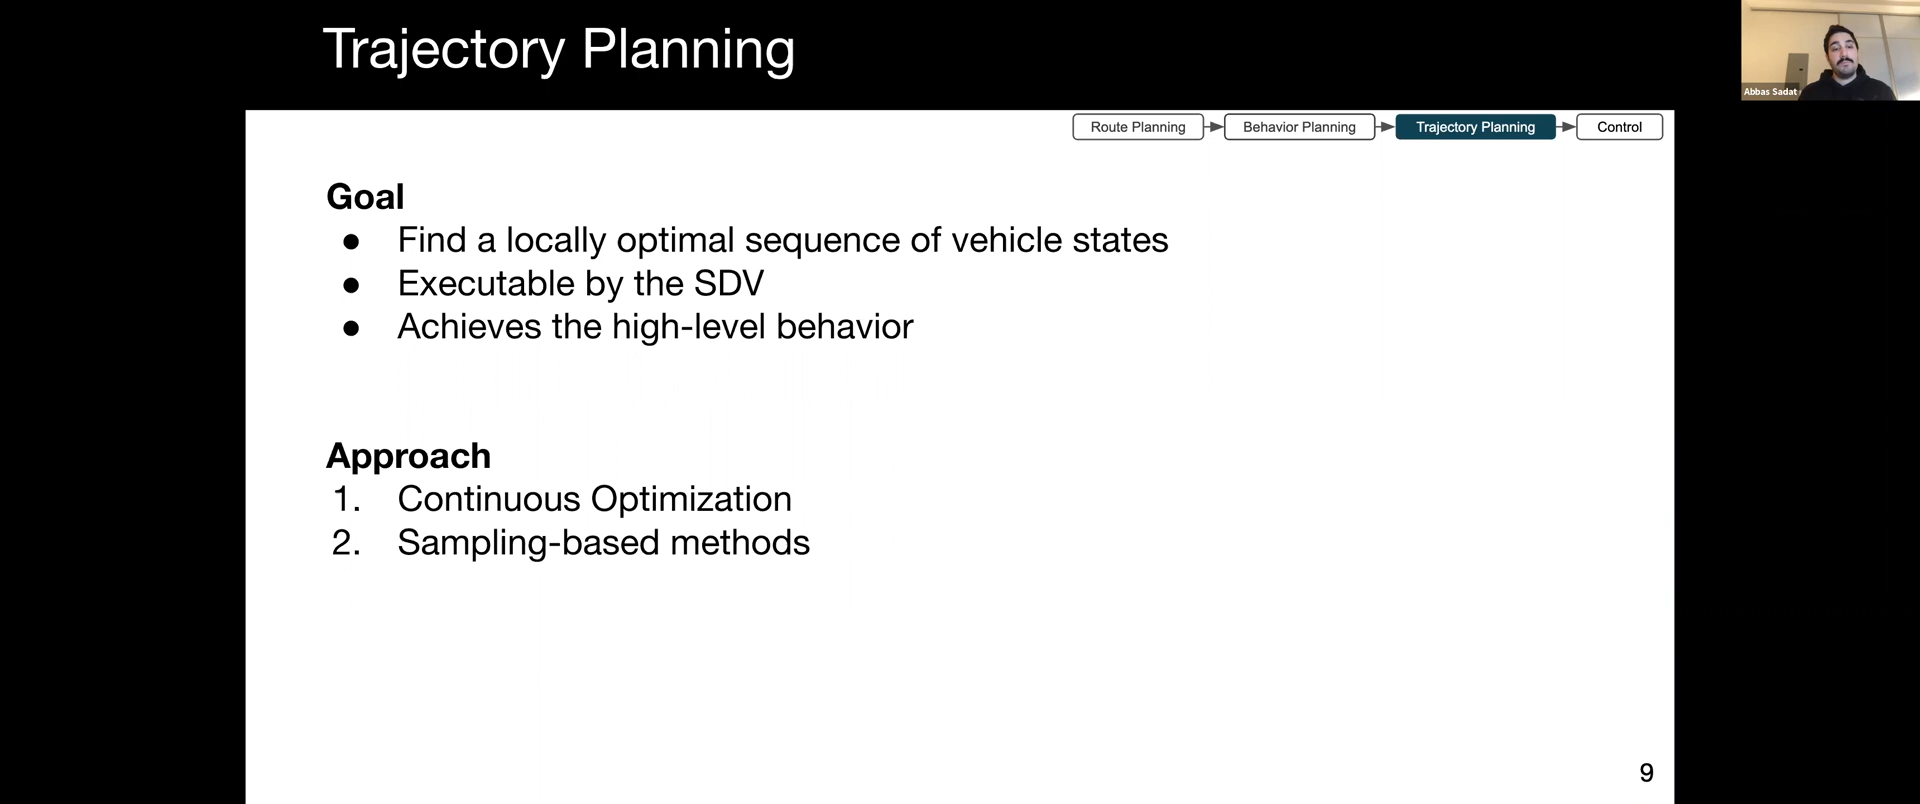 Trajectory Planning
Abbas Sadat
Route Planning
Behavior Planning
Trajectory Planning
Control
Goal
● Find a locally optimal sequence of vehicle states
● Executable by the SDV
● Achieves the high-level behavior
Approach
1. Continuous Optimization
2. Sampling-based methods
9